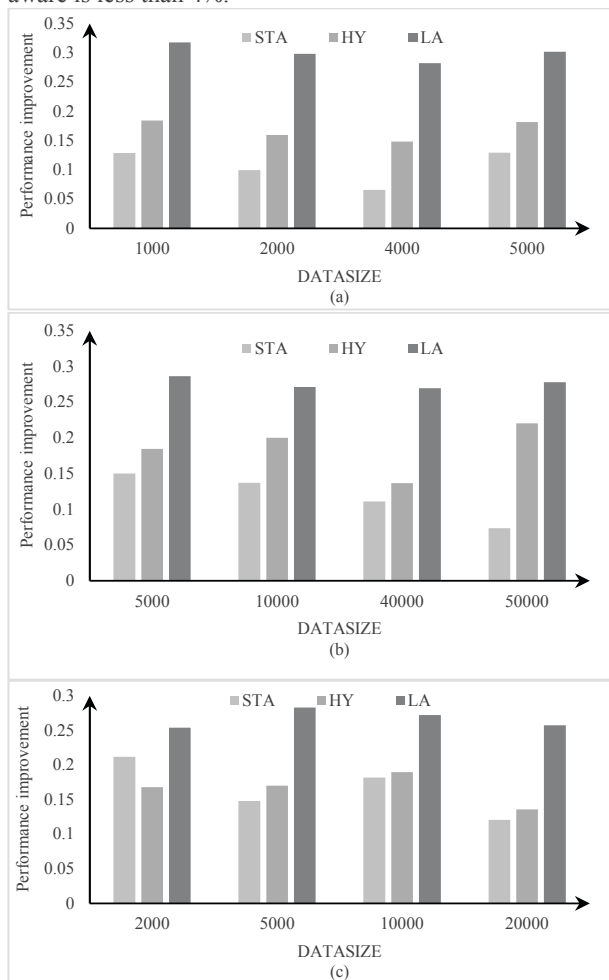 aware is less than 4%.
0.35
0.3
0.25
0.2
0.15
0.1
0.05
0
Performance improvement
STA HY LA
1000 2000 4000 5000
DATASIZE
(a)
0.35
0.3
0.25
0.2
0.15
0.1
0.05
0
Performance improvement
STA HY LA
5000 10000 40000 50000
DATASIZE
(b)
0.3
0.25
0.2
0.15
0.1
0.05
0
Performance improvement
STA HY LA
2000 5000 10000 20000
DATASIZE
(c)